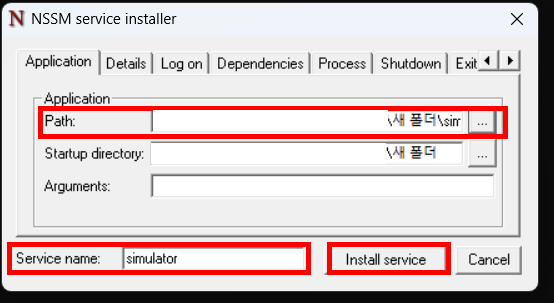 NSSM service installer
Application Details Log on Dependencies Process Shutdown Exit
Application
Path: \새 폴더\sim ...
Startup directory: \새 폴더 ...
Arguments:
Service name: simulator Install service Cancel